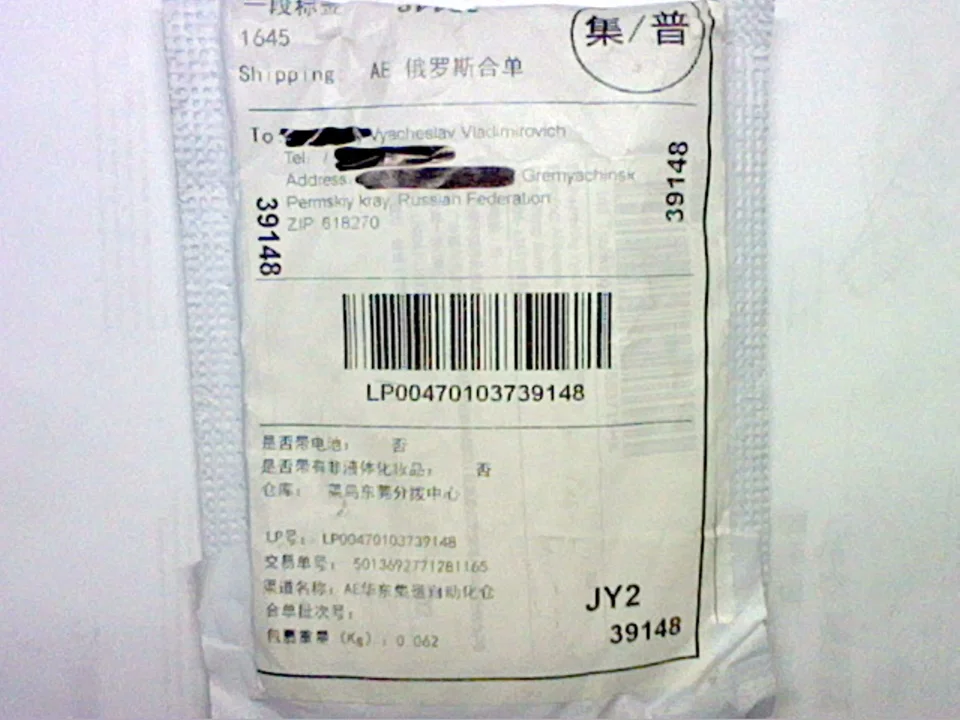 一段标签
集/普
1645
Shipping: AE 俄罗斯合单
To Vyacheslav Vladimirovich
Tel:
Address: Gremyachinsk
Permskiy kray, Russian Federation
ZIP 618270
39148
39148
LP00470103739148
是否带电池: 否
是否带有非液体化妆品: 否
仓库: 菜鸟东莞分拨中心
LP号: LP00470103739148
交易单号: 5013692771281165
渠道名称: AE华东集运自动化仓
合单批次号:
包裹重量 (Kg): 0.062
JY2
39148